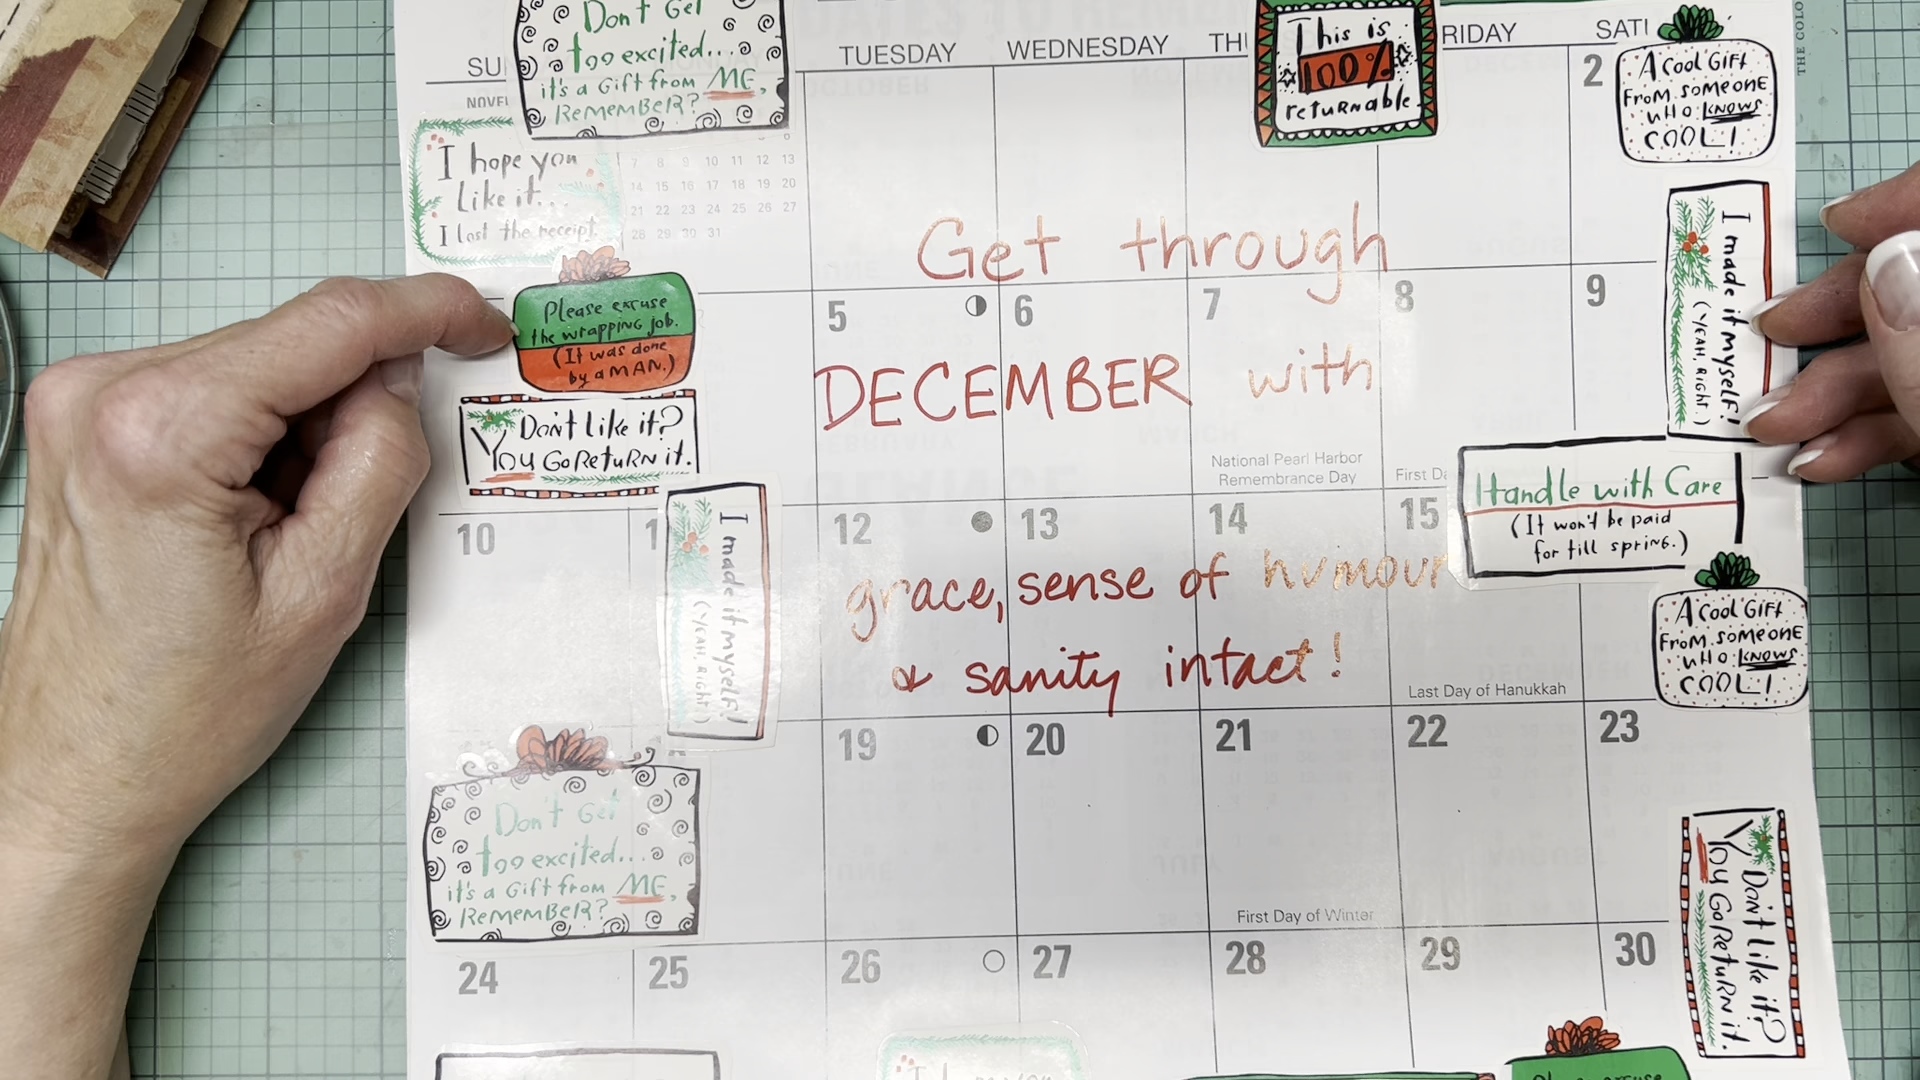 Don't Get
too excited...
it's a Gift from ME,
RemembeR?
TUESDAY
WEDNESDAY
This is
100%
returnable.
2
A Cool Gift
From someone
who knows
COOL!
I hope you
like it...
I lost the receipt.
7 8 9 10 11 12 13
14 15 16 17 18 19 20
21 22 23 24 25 26 27
28 29 30 31
Please excuse
the wrapping job.
(It was done
by a MAN.)
Don't like it?
You Go RetuRN it.
Get through
DECEMBER with
grace, sense of humour
& sanity intact!
5
6
7
8
9
National Pearl Harbor
Remembrance Day
I made it myself!
(YEAH, RIGHT.)
Handle with Care
(It won't be paid
for till spring.)
10
12
13
14
15
I made it myself!
(YEAH, RIGHT.)
Last Day of Hanukkah
A Cool Gift
From someone
who knows
COOL!
19
20
21
22
23
First Day of Winter
Don't Get
too excited...
it's a Gift from ME,
RemembeR?
Don't like it?
You Go RetuRN it.
24
25
26
27
28
29
30